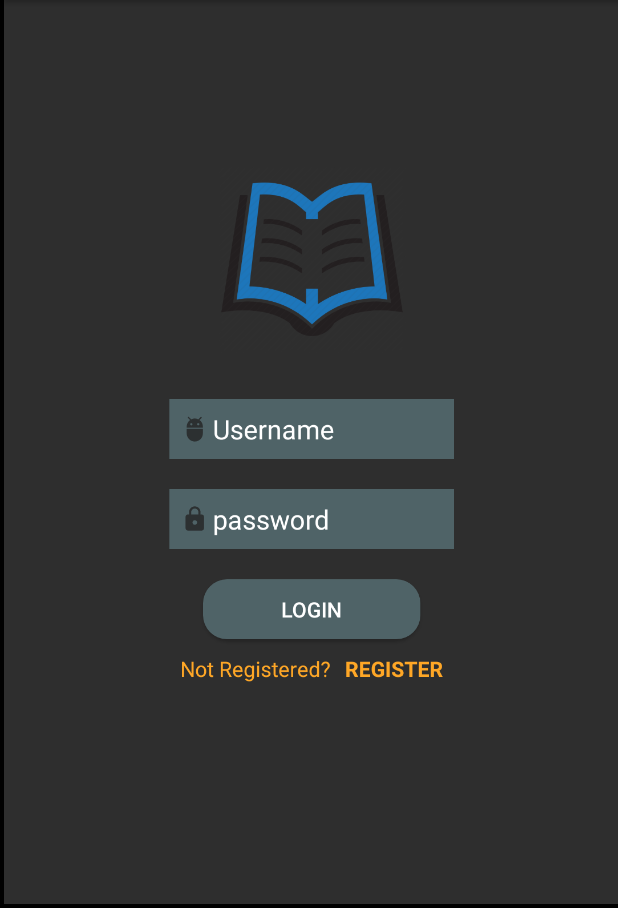 Username
password
LOGIN
Not Registered? REGISTER